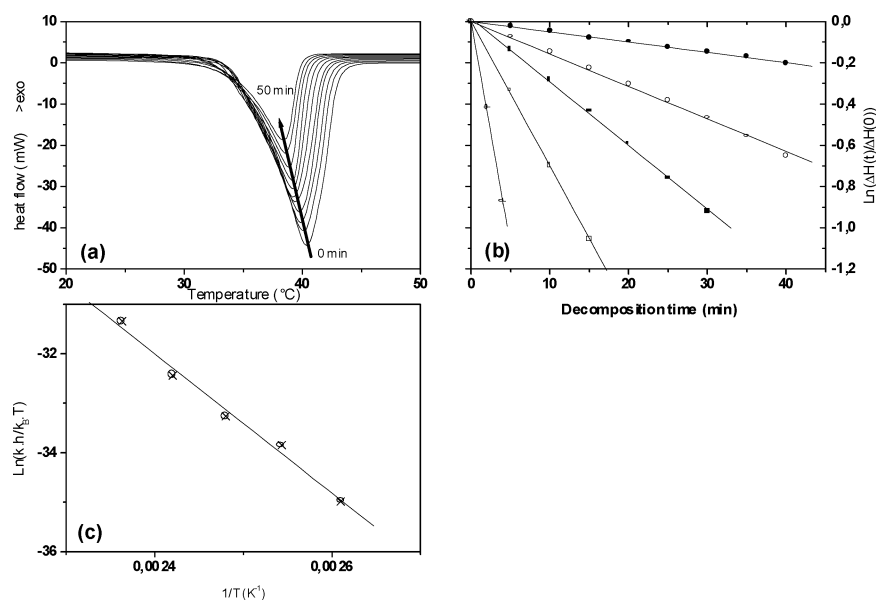 10
0
-10
-20
-30
-40
-50
heat flow (mW) >exo
50 min
0 min
(a)
20
30
40
50
Temperature (°C)
0,0
-0,2
-0,4
-0,6
-0,8
-1,0
-1,2
Ln(ΔH(t)/ΔH(0))
(b)
0
10
20
30
40
Decomposition time (min)
-32
-34
-36
Ln(k.h/kB.T)
(c)
0,0024
0,0026
1/T (K-1)